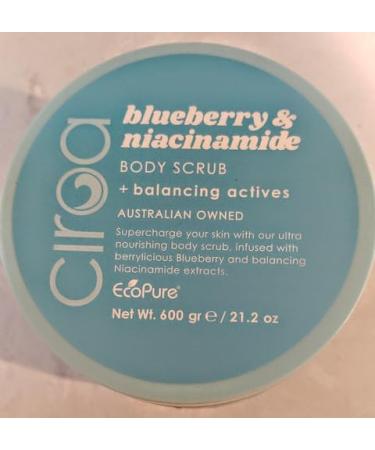 ciroa
blueberry &
niacinamide
BODY SCRUB
+ balancing actives
AUSTRALIAN OWNED
Supercharge your skin with our ultra
nourishing body scrub, infused with
berrylicious Blueberry and balancing
Niacinamide extracts.
EcoPure®
Net Wt. 600 gr ℮ / 21.2 oz